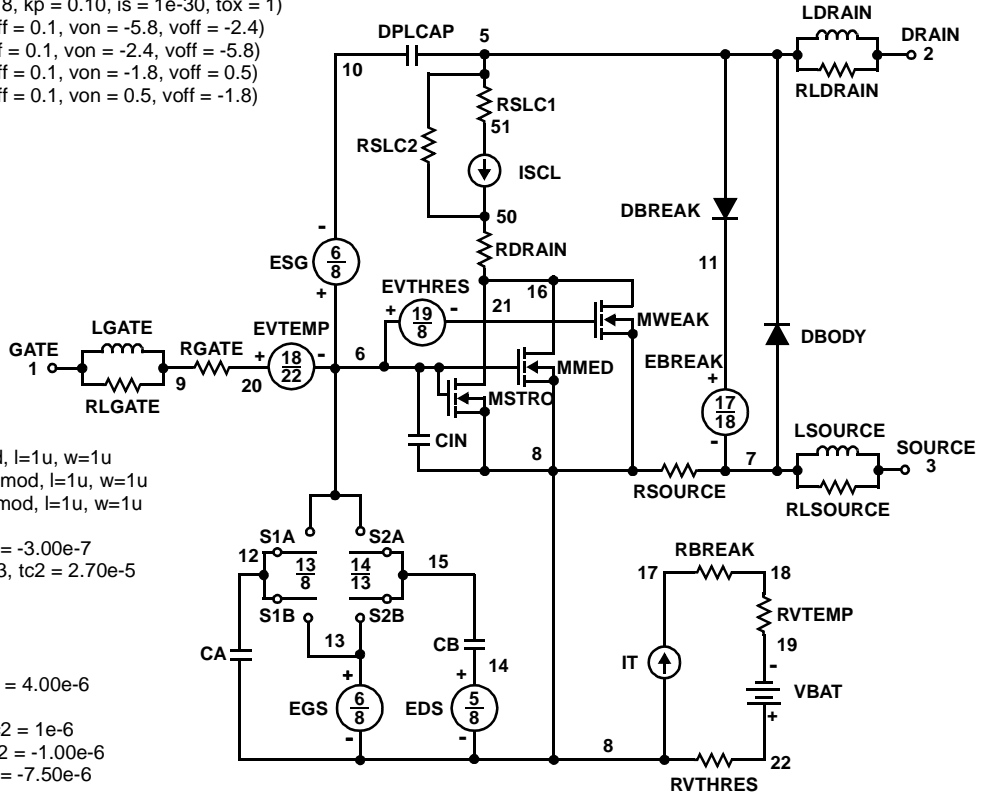 8, kp = 0.10, is = 1e-30, tox = 1)
ff = 0.1, von = -5.8, voff = -2.4)
f = 0.1, von = -2.4, voff = -5.8)
ff = 0.1, von = -1.8, voff = 0.5)
ff = 0.1, von = 0.5, voff = -1.8)
LDRAIN
DPLCAP 5 DRAIN
10 2
RLDRAIN
RSLC1
51
RSLC2
ISCL
50
DBREAK
RDRAIN
-
ESG 6/8
+
11
EVTHRES
+ 19/8 -
16
21
MWEAK
LGATE
EVTEMP
DBODY
GATE
1
RGATE
+ 18/22 -
6
MMED
EBREAK
+
9
20
RLGATE
MSTRO
17/18
-
CIN
LSOURCE
8
7
SOURCE
3
RSOURCE
RLSOURCE
d, l=1u, w=1u
mod, l=1u, w=1u
mod, l=1u, w=1u
= -3.00e-7
3, tc2 = 2.70e-5
S1A S2A
12
13/8
14/13
15
S1B S2B
13
RBREAK
17 18
RVTEMP
19
CA
CB
14
IT
-
VBAT
+
+
EGS 6/8
-
+
EDS 5/8
-
8
22
RVTHRES
= 4.00e-6
c2 = 1e-6
2 = -1.00e-6
= -7.50e-6